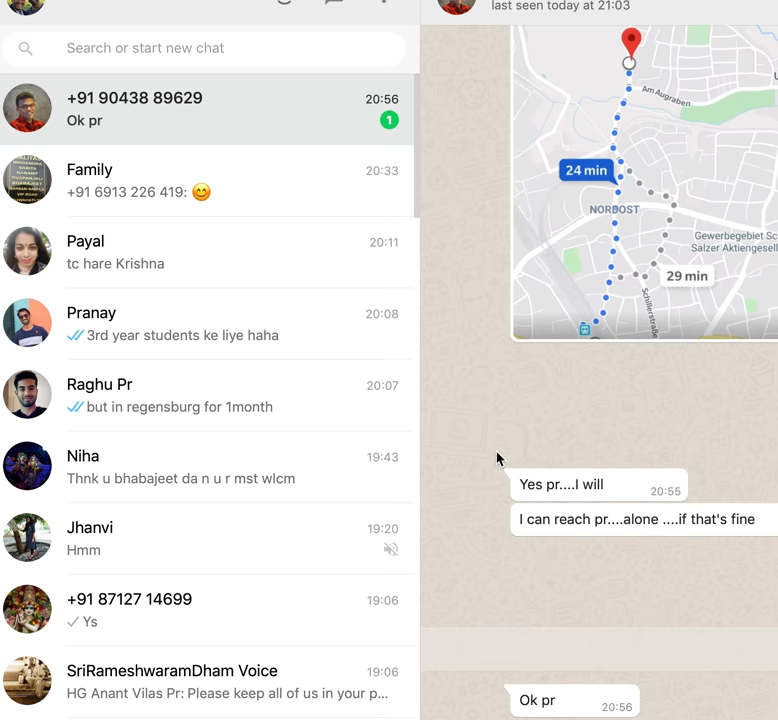 last seen today at 21:03
Search or start new chat
+91 90438 89629
20:56
Ok pr
1
Family
20:33
+91 6913 226 419: 😊
Payal
20:11
tc hare Krishna
Pranay
20:08
3rd year students ke liye haha
Raghu Pr
20:07
but in regensburg for 1month
Niha
19:43
Thnk u bhabajeet da n u r mst wlcm
Jhanvi
19:20
Hmm
+91 87127 14699
19:06
Ys
SriRameshwaramDham Voice
19:06
HG Anant Vilas Pr: Please keep all of us in your p...
Am Augraben
24 min
NORDOST
Gewerbegebiet Sc
Salzer Aktiengesell
29 min
Schillerstraße
Yes pr....I will
20:55
I can reach pr....alone ....if that's fine
Ok pr
20:56